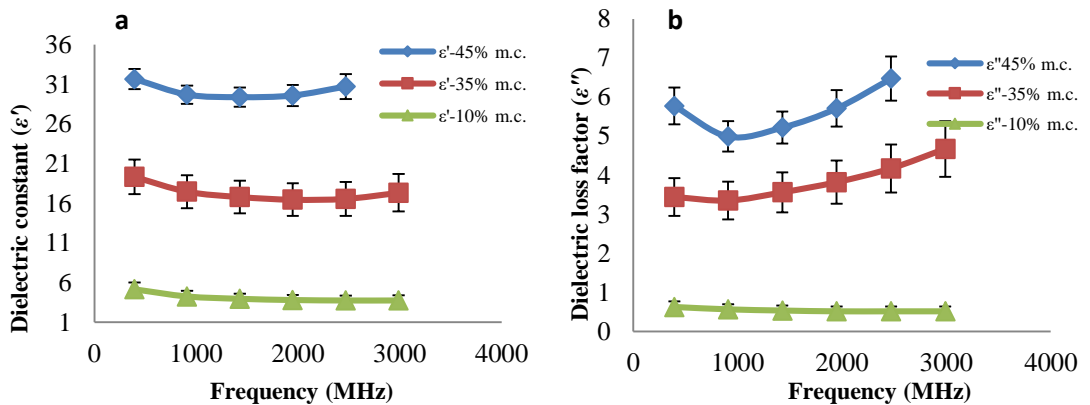 a
36
31
26
21
16
11
6
1
Dielectric constant (ε')
ε'-45% m.c.
ε'-35% m.c.
ε'-10% m.c.
0
1000
2000
3000
4000
Frequency (MHz)
b
8
7
6
5
4
3
2
1
0
Dielectric loss factor (ε″)
ε''45% m.c.
ε''-35% m.c.
ε''-10% m.c.
0
1000
2000
3000
4000
Frequency (MHz)